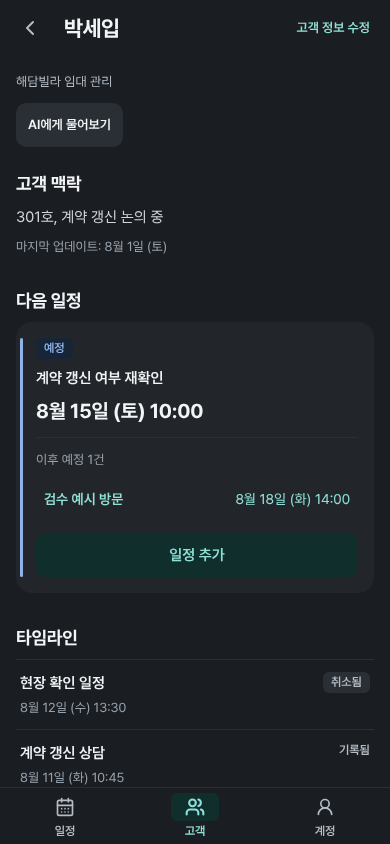 박세입
고객 정보 수정
해담빌라 임대 관리
AI에게 물어보기
고객 맥락
301호, 계약 갱신 논의 중
마지막 업데이트: 8월 1일 (토)
다음 일정
예정
계약 갱신 여부 재확인
8월 15일 (토) 10:00
이후 예정 1건
검수 예시 방문
8월 18일 (화) 14:00
일정 추가
타임라인
현장 확인 일정
취소됨
8월 12일 (수) 13:30
계약 갱신 상담
기록됨
8월 11일 (화) 10:45
일정
고객
계정